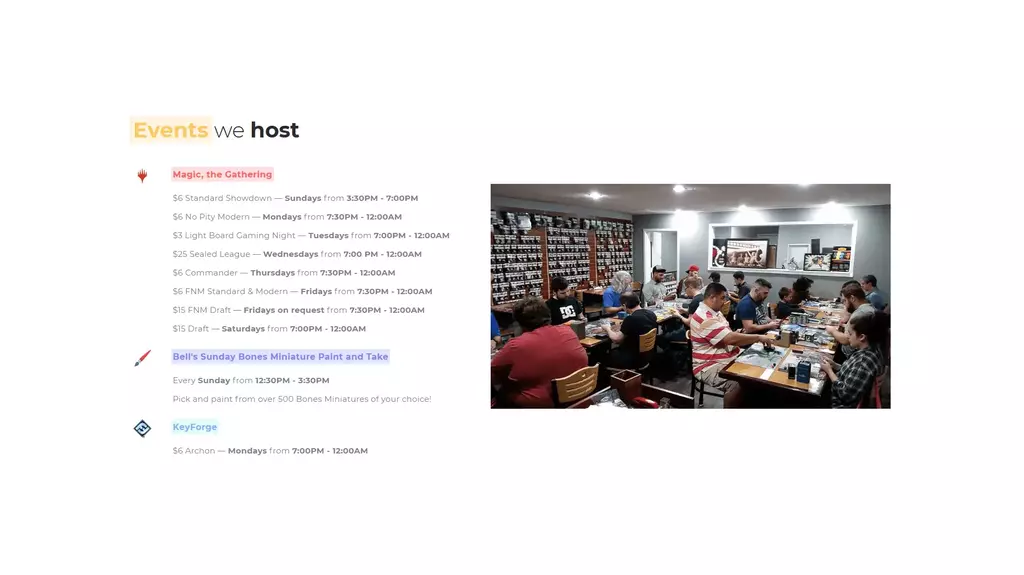 Events we host
Magic, the Gathering
$6 Standard Showdown — Sundays from 3:30PM - 7:00PM
$6 No Pity Modern — Mondays from 7:30PM - 12:00AM
$3 Light Board Gaming Night — Tuesdays from 7:00PM - 12:00AM
$25 Sealed League — Wednesdays from 7:00 PM - 12:00AM
$6 Commander — Thursdays from 7:30PM - 12:00AM
$6 FNM Standard & Modern — Fridays from 7:30PM - 12:00AM
$15 FNM Draft — Fridays on request from 7:30PM - 12:00AM
$15 Draft — Saturdays from 7:00PM - 12:00AM
Bell's Sunday Bones Miniature Paint and Take
Every Sunday from 12:30PM - 3:30PM
Pick and paint from over 500 Bones Miniatures of your choice!
KeyForge
$6 Archon — Mondays from 7:00PM - 12:00AM
DC